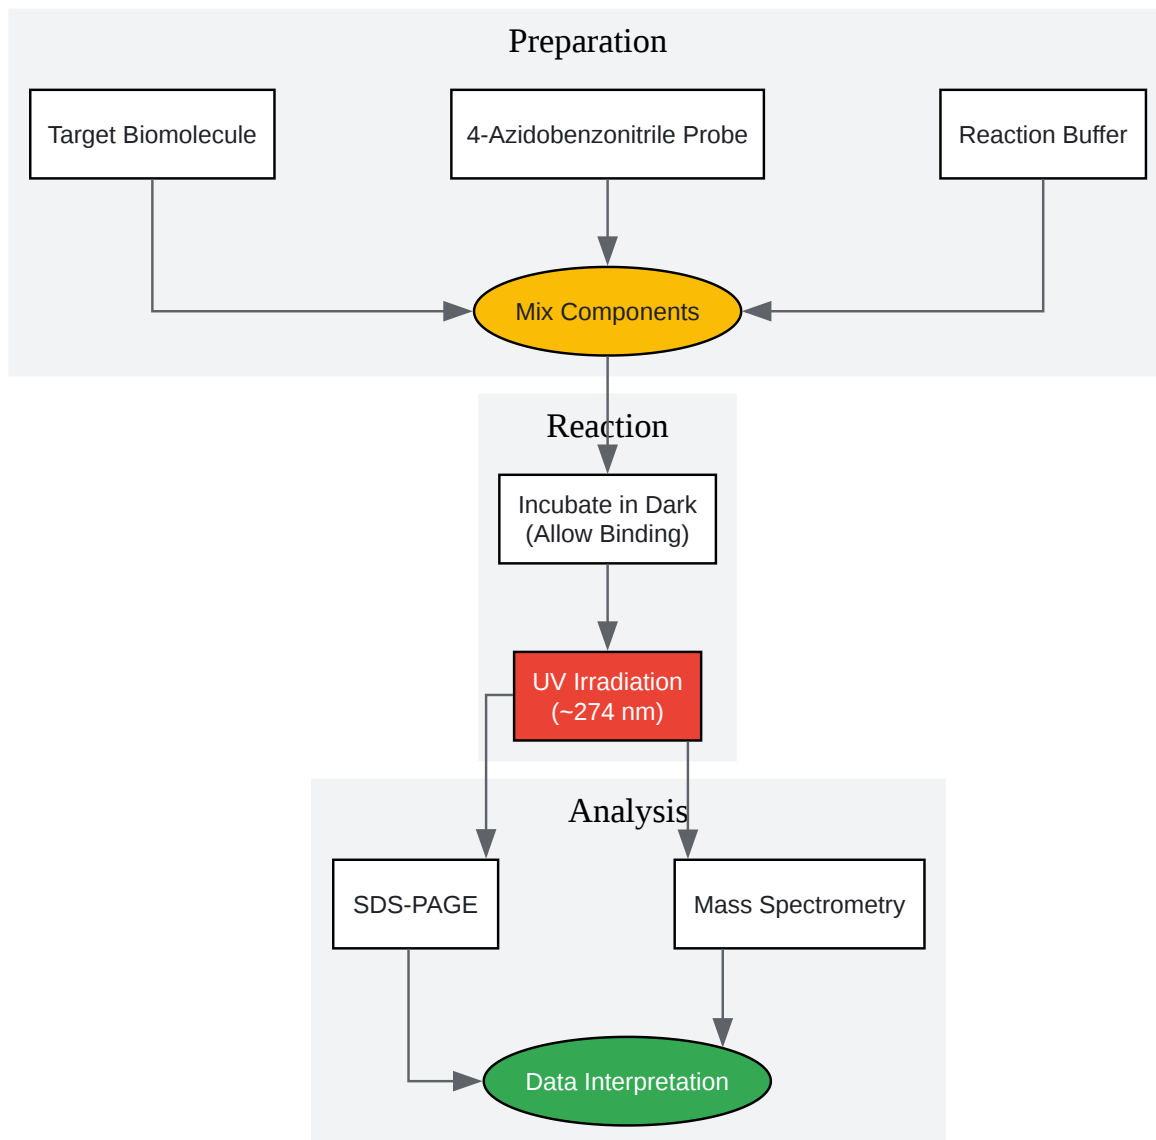 Preparation
Target Biomolecule
4-Azidobenzonitrile Probe
Reaction Buffer
Mix Components
Reaction
Incubate in Dark
(Allow Binding)
UV Irradiation
(~274 nm)
Analysis
SDS-PAGE
Mass Spectrometry
Data Interpretation